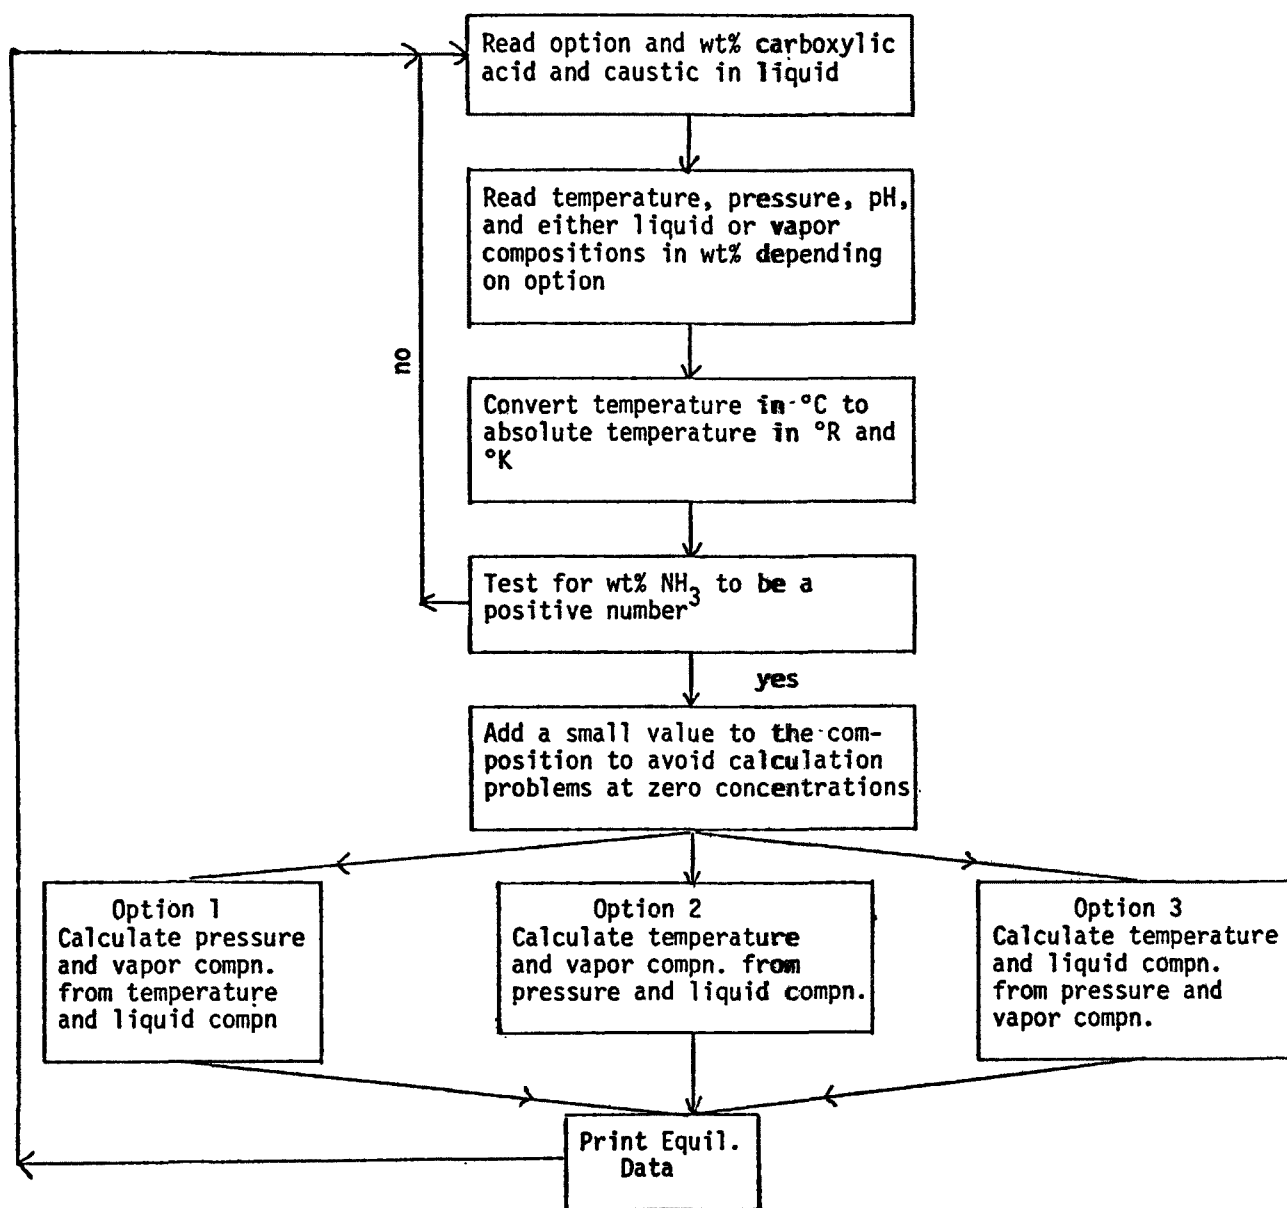 Read option and wt% carboxylic
acid and caustic in liquid
Read temperature, pressure, pH,
and either liquid or vapor
compositions in wt% depending
on option
no
Convert temperature in °C to
absolute temperature in °R and
°K
Test for wt% NH3 to be a
positive number
yes
Add a small value to the com-
position to avoid calculation
problems at zero concentrations
Option 1
Calculate pressure
and vapor compn.
from temperature
and liquid compn
Option 2
Calculate temperature
and vapor compn. from
pressure and liquid compn.
Option 3
Calculate temperature
and liquid compn.
from pressure and
vapor compn.
Print Equil.
Data